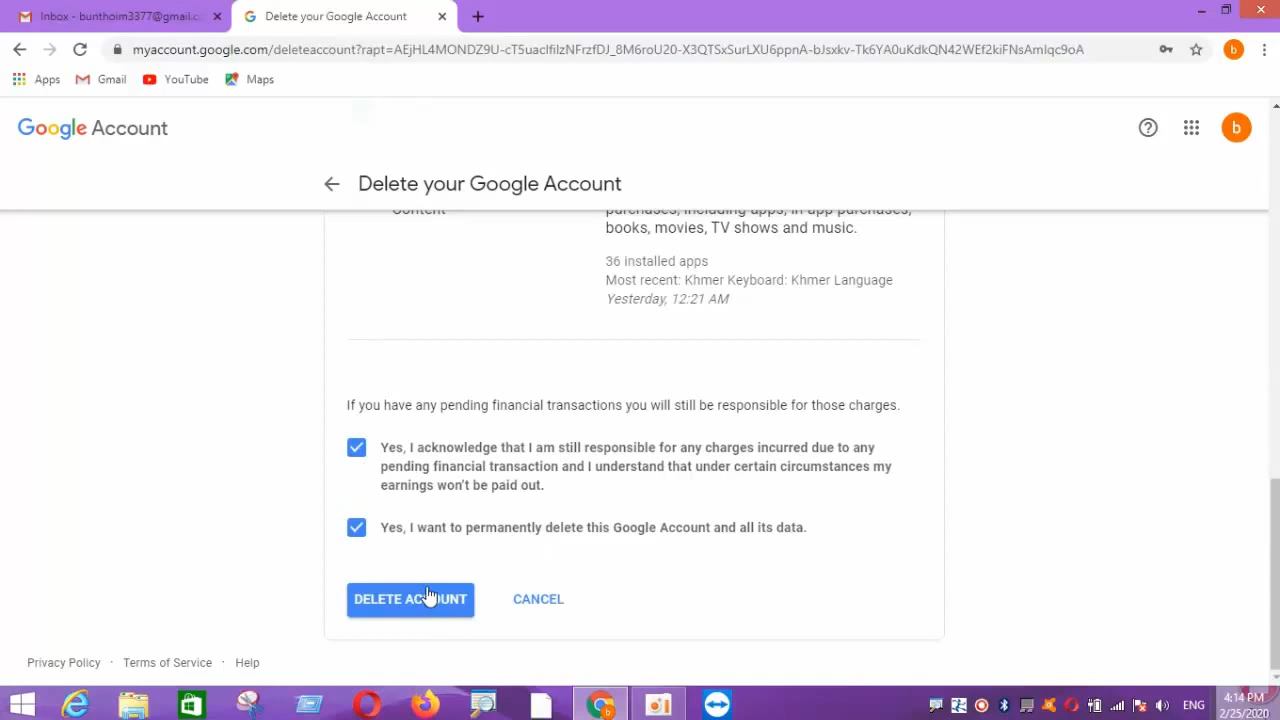 Inbox - bunthoim3377@gmail.c
Delete your Google Account
myaccount.google.com/deleteaccount?rapt=
Apps
Gmail
YouTube
Maps
b
Google Account
b
Delete your Google Account
Content
purchases, including apps, in-app purchases,
books, movies, TV shows and music.
36 installed apps
Most recent: Khmer Keyboard: Khmer Language
Yesterday, 12:21 AM
If you have any pending financial transactions you will still be responsible for those charges.
Yes, I acknowledge that I am still responsible for any charges incurred due to any
pending financial transaction and I understand that under certain circumstances my
earnings won't be paid out.
Yes, I want to permanently delete this Google Account and all its data.
DELETE ACCOUNT
CANCEL
Privacy Policy · Terms of Service · Help
ENG
4:14 PM
2/25/2020